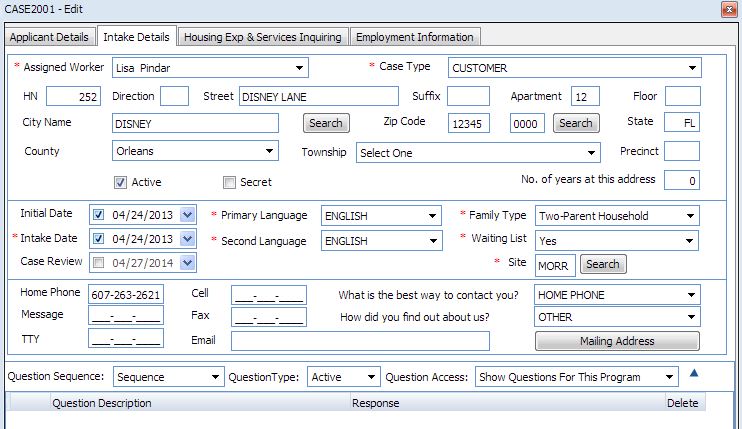 CASE2001 - Edit
Applicant Details Intake Details Housing Exp & Services Inquiring Employment Information
* Assigned Worker Lisa Pindar * Case Type CUSTOMER
HN 252 Direction Street DISNEY LANE Suffix Apartment 12 Floor
City Name DISNEY Search Zip Code 12345 0000 Search State FL
County Orleans Township Select One Precinct
Active Secret No. of years at this address 0
Initial Date 04/24/2013 * Primary Language ENGLISH * Family Type Two-Parent Household
* Intake Date 04/24/2013 * Second Language ENGLISH * Waiting List Yes
Case Review 04/27/2014 * Site MORR Search
Home Phone 607-263-2621 Cell ___-___-____ What is the best way to contact you? HOME PHONE
Message ___-___-____ Fax ___-___-____ How did you find out about us? OTHER
TTY ___-___-____ Email Mailing Address
Question Sequence: Sequence QuestionType: Active Question Access: Show Questions For This Program
Question Description Response Delete